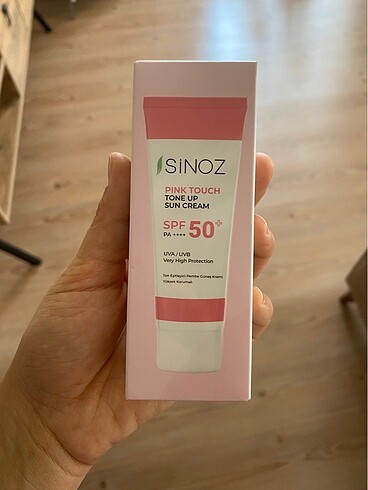 SiNOZ
PINK TOUCH
TONE UP
SUN CREAM
SPF 50+
PA ++++
UVA / UVB
Very High Protection
Ton Eşitleyici Pembe Güneş Kremi
Yüksek Korumalı